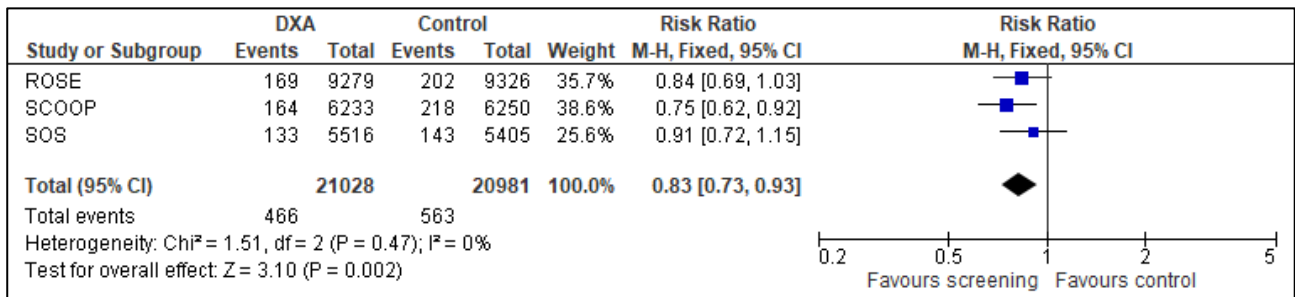 DXA Control Risk Ratio Risk Ratio
Study or Subgroup Events Total Events Total Weight M-H, Fixed, 95% CI M-H, Fixed, 95% CI
ROSE 169 9279 202 9326 35.7% 0.84 [0.69, 1.03]
SCOOP 164 6233 218 6250 38.6% 0.75 [0.62, 0.92]
SOS 133 5516 143 5405 25.6% 0.91 [0.72, 1.15]
Total (95% CI) 21028 20981 100.0% 0.83 [0.73, 0.93]
Total events 466 563
Heterogeneity: Chi² = 1.51, df = 2 (P = 0.47); I² = 0%
Test for overall effect: Z = 3.10 (P = 0.002)
0.2 0.5 1 2 5
Favours screening Favours control